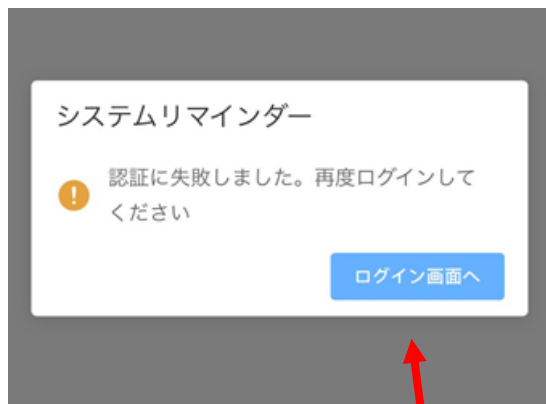 システムリマインダー
認証に失敗しました。再度ログインして
ください
ログイン画面へ